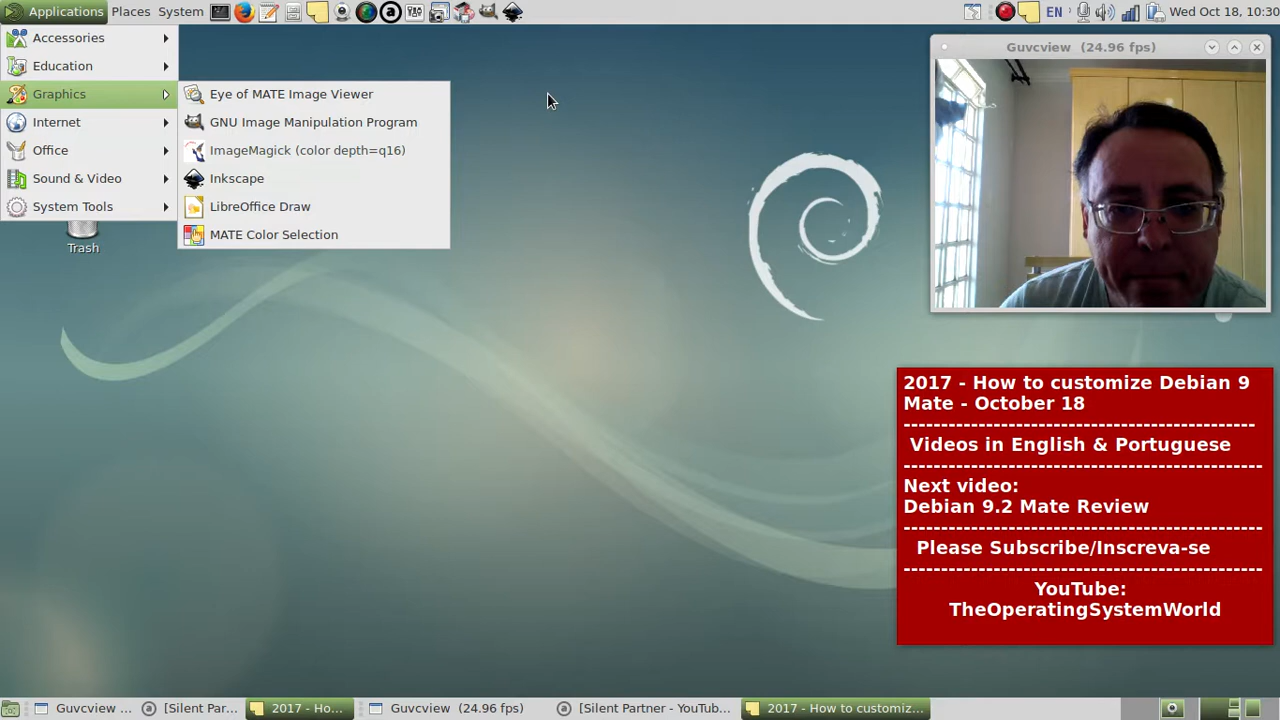 Applications Places System EN Wed Oct 18, 10:30
Accessories
Education
Graphics
Internet
Office
Sound & Video
System Tools
Eye of MATE Image Viewer
GNU Image Manipulation Program
ImageMagick (color depth=q16)
Inkscape
LibreOffice Draw
MATE Color Selection
Trash
Guvcview (24.96 fps)
2017 - How to customize Debian 9
Mate - October 18
---------------------------------------------
Videos in English & Portuguese
----------------------------------------------
Next video:
Debian 9.2 Mate Review
----------------------------------------------
Please Subscribe/Inscreva-se
----------------------------------------------
YouTube:
TheOperatingSystemWorld
Guvcview ... [Silent Par... 2017 - Ho... Guvcview (24.96 fps) [Silent Partner - YouTub... 2017 - How to customiz...